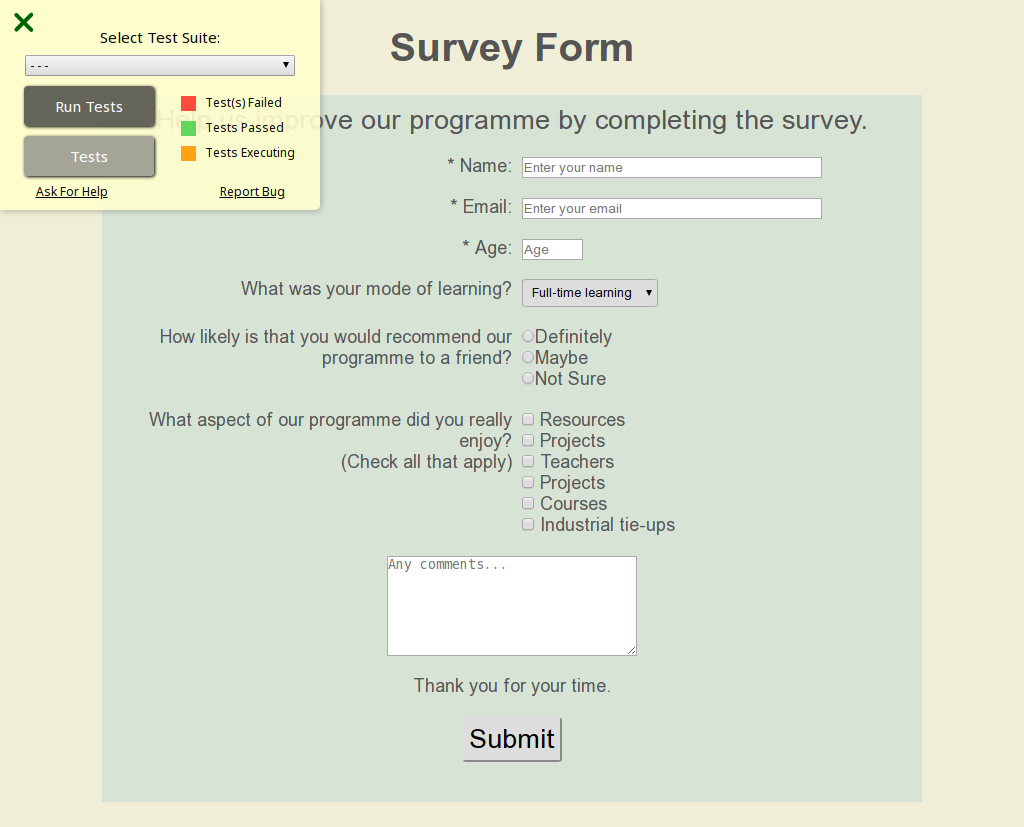 Select Test Suite:
- - -
Run Tests
Tests
Test(s) Failed
Tests Passed
Tests Executing
Ask For Help
Report Bug
Survey Form
Help us improve our programme by completing the survey.
* Name:
Enter your name
* Email:
Enter your email
* Age:
Age
What was your mode of learning?
Full-time learning
How likely is that you would recommend our
programme to a friend?
Definitely
Maybe
Not Sure
What aspect of our programme did you really
enjoy?
(Check all that apply)
Resources
Projects
Teachers
Projects
Courses
Industrial tie-ups
Any comments...
Thank you for your time.
Submit